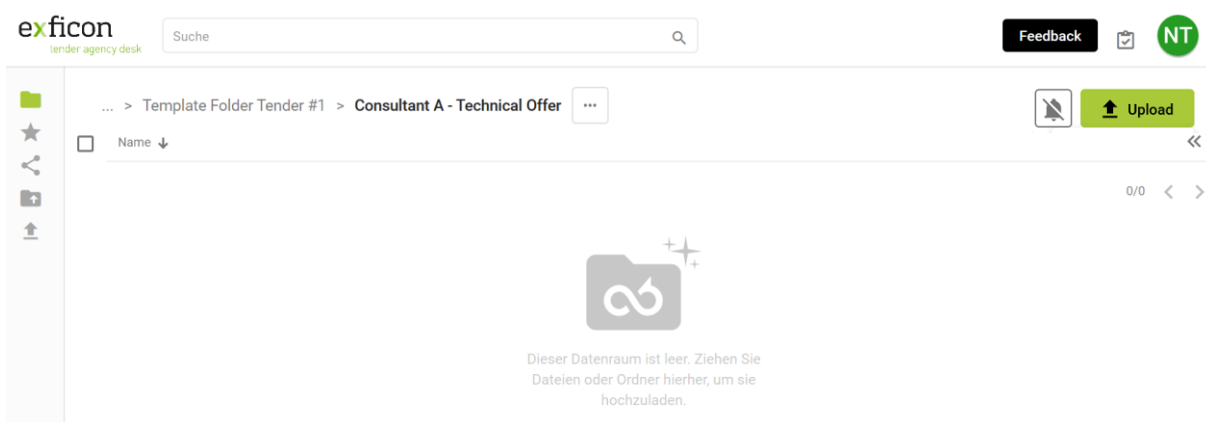 exficon
tender agency desk
Suche
Feedback
NT
... > Template Folder Tender #1 > Consultant A - Technical Offer ...
Upload
Name
0/0
Dieser Datenraum ist leer. Ziehen Sie
Dateien oder Ordner hierher, um sie
hochzuladen.